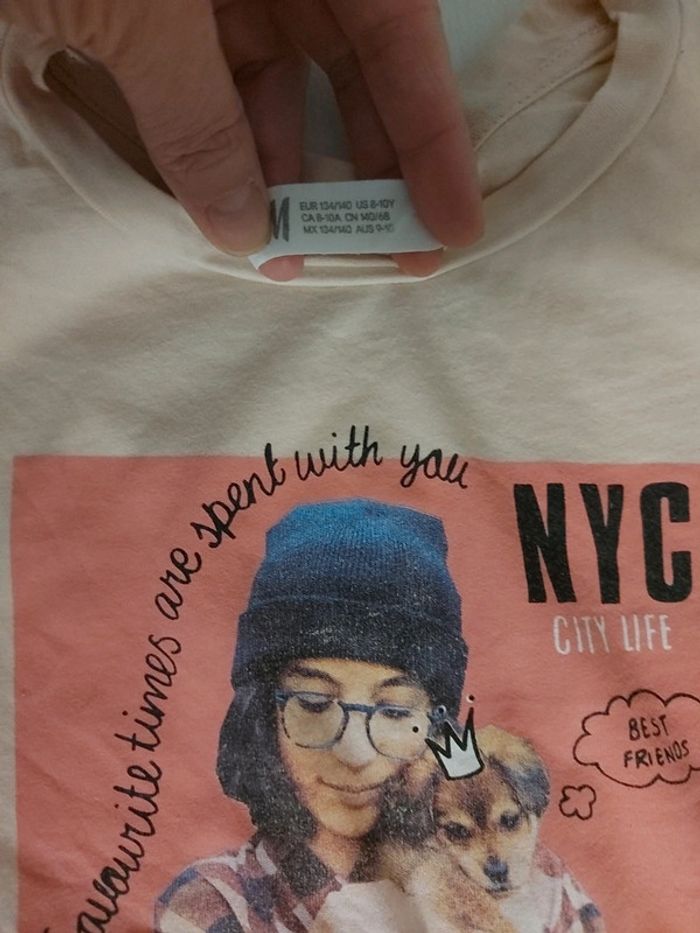 M
EUR 134/140 US 8-10Y
CA 8-10A CN 140/68
MX 134/140 AUS 9-10
favourite times are spent with you
NYC
CITY LIFE
BEST
FRIENDS